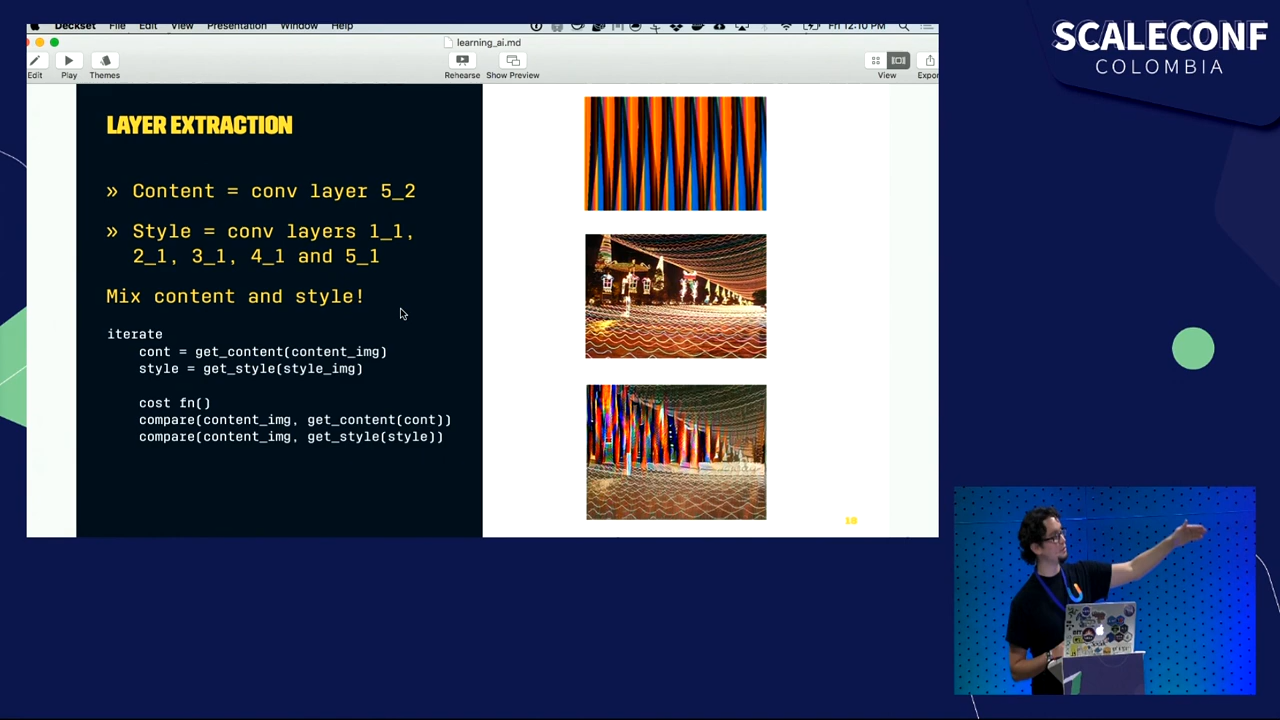 Deckset File Edit View Presentation Window Help
Fri 12:10 PM
learning_ai.md
Edit Play Themes Rehearse Show Preview View Export
SCALECONF
COLOMBIA
LAYER EXTRACTION
» Content = conv layer 5_2
» Style = conv layers 1_1,
2_1, 3_1, 4_1 and 5_1
Mix content and style!
iterate
cont = get_content(content_img)
style = get_style(style_img)
cost fn()
compare(content_img, get_content(cont))
compare(content_img, get_style(style))
18